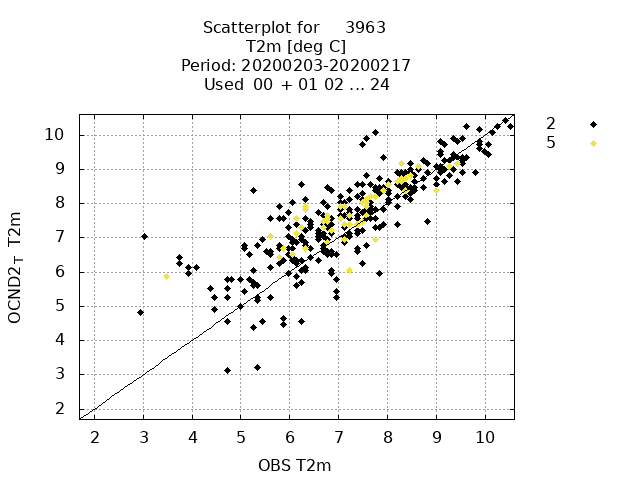 Scatterplot for 3963
T2m [deg C]
Period: 20200203-20200217
Used 00 + 01 02 ... 24
2
5
10
9
8
7
6
5
4
3
2
OCND2T T2m
2 3 4 5 6 7 8 9 10
OBS T2m